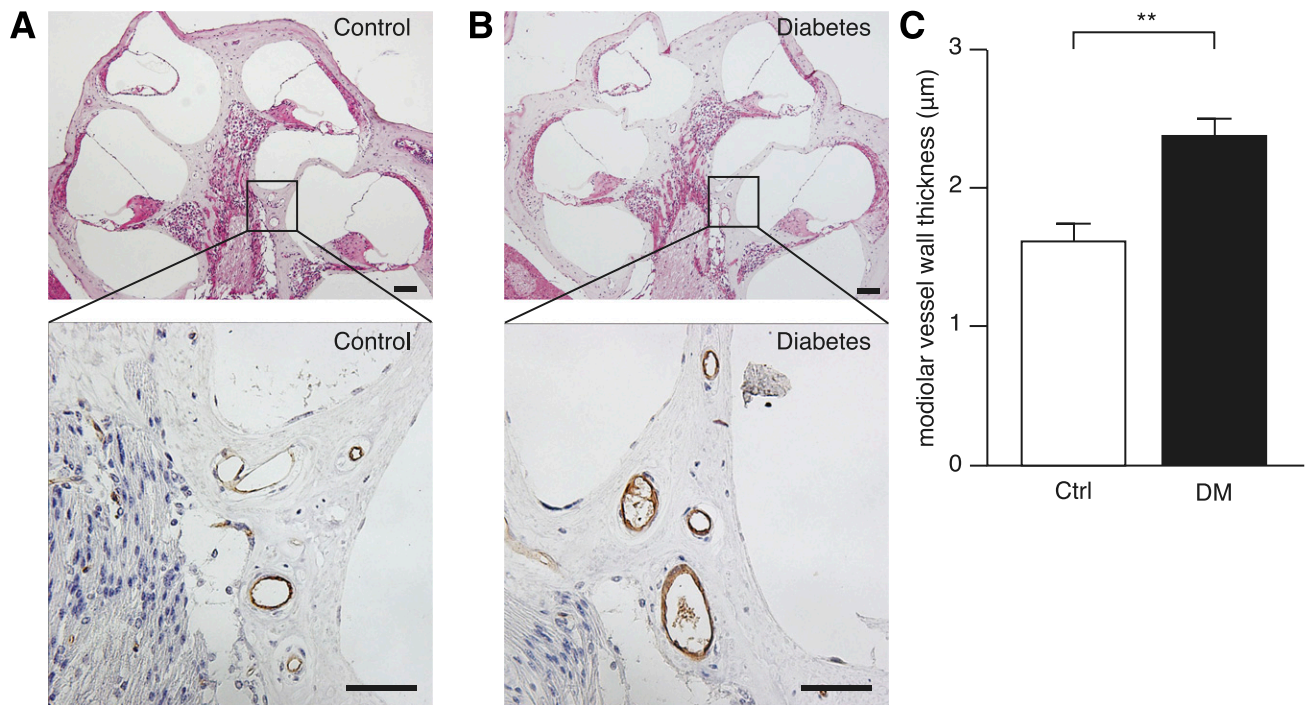 A
Control
B
Diabetes
C
Control
Diabetes
**
modiolar vessel wall thickness (µm)
3
2
1
0
Ctrl
DM